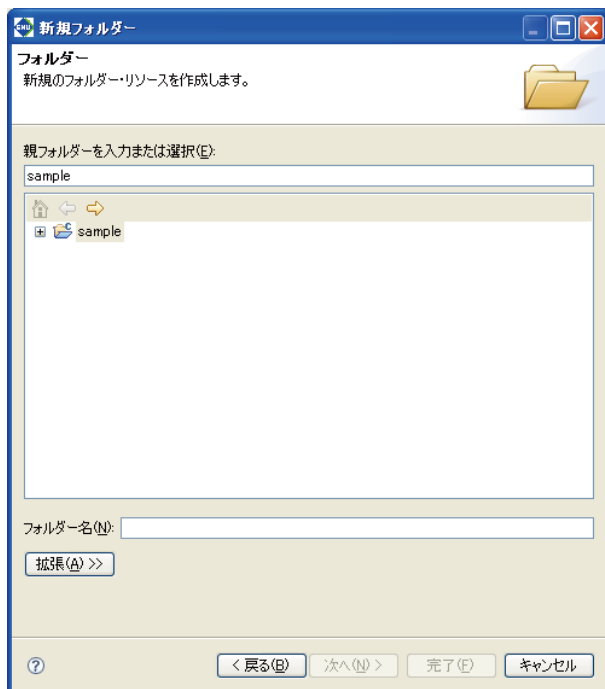 GNU 新規フォルダー
フォルダー
新規のフォルダー・リソースを作成します。
親フォルダーを入力または選択(E):
sample
sample
フォルダー名(N):
拡張(A) >>
< 戻る(B) 次へ(N) > 完了(F) キャンセル